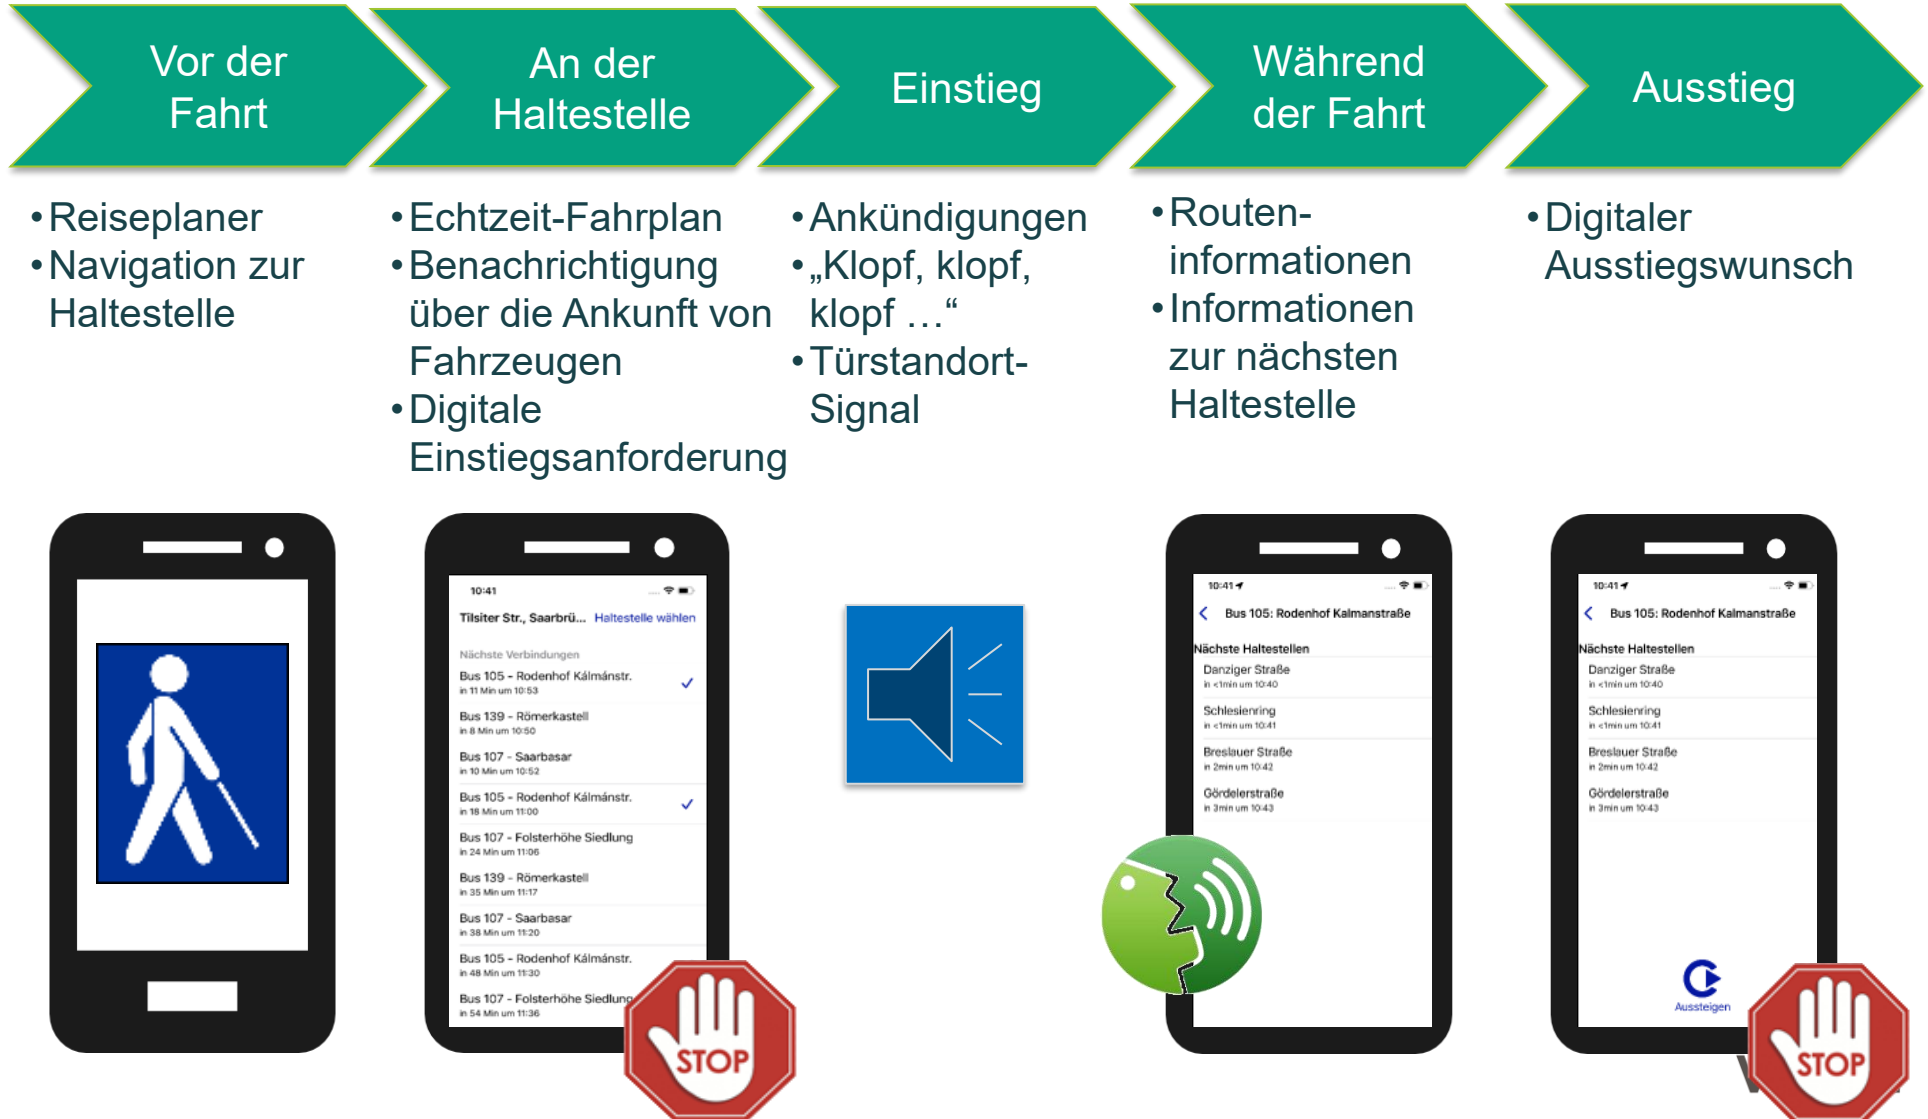 Vor der
Fahrt
An der
Haltestelle
Einstieg
Während
der Fahrt
Ausstieg
•Reiseplaner
•Navigation zur
Haltestelle
•Echtzeit-Fahrplan
•Benachrichtigung
über die Ankunft von
Fahrzeugen
•Digitale
Einstiegsanforderung
•Ankündigungen
•„Klopf, klopf,
klopf …“
•Türstandort-
Signal
•Routen-
informationen
•Informationen
zur nächsten
Haltestelle
•Digitaler
Ausstiegswunsch
10:41
Tilsiter Str., Saarbrü... Haltestelle wählen
Nächste Verbindungen
Bus 105 - Rodenhof Kálmánstr.
in 11 Min um 10:53
Bus 139 - Römerkastell
in 8 Min um 10:50
Bus 107 - Saarbasar
in 10 Min um 10:52
Bus 105 - Rodenhof Kálmánstr.
in 18 Min um 11:00
Bus 107 - Folsterhöhe Siedlung
in 24 Min um 11:06
Bus 139 - Römerkastell
in 35 Min um 11:17
Bus 107 - Saarbasar
in 38 Min um 11:20
Bus 105 - Rodenhof Kálmánstr.
in 48 Min um 11:30
Bus 107 - Folsterhöhe Siedlung
in 54 Min um 11:36
STOP
10:41
Bus 105: Rodenhof Kalmanstraße
Nächste Haltestellen
Danziger Straße
in <1min um 10:40
Schlesienring
in <1min um 10:41
Breslauer Straße
in 2min um 10:42
Gördelerstraße
in 3min um 10:43
10:41
Bus 105: Rodenhof Kalmanstraße
Nächste Haltestellen
Danziger Straße
in <1min um 10:40
Schlesienring
in <1min um 10:41
Breslauer Straße
in 2min um 10:42
Gördelerstraße
in 3min um 10:43
Aussteigen
STOP